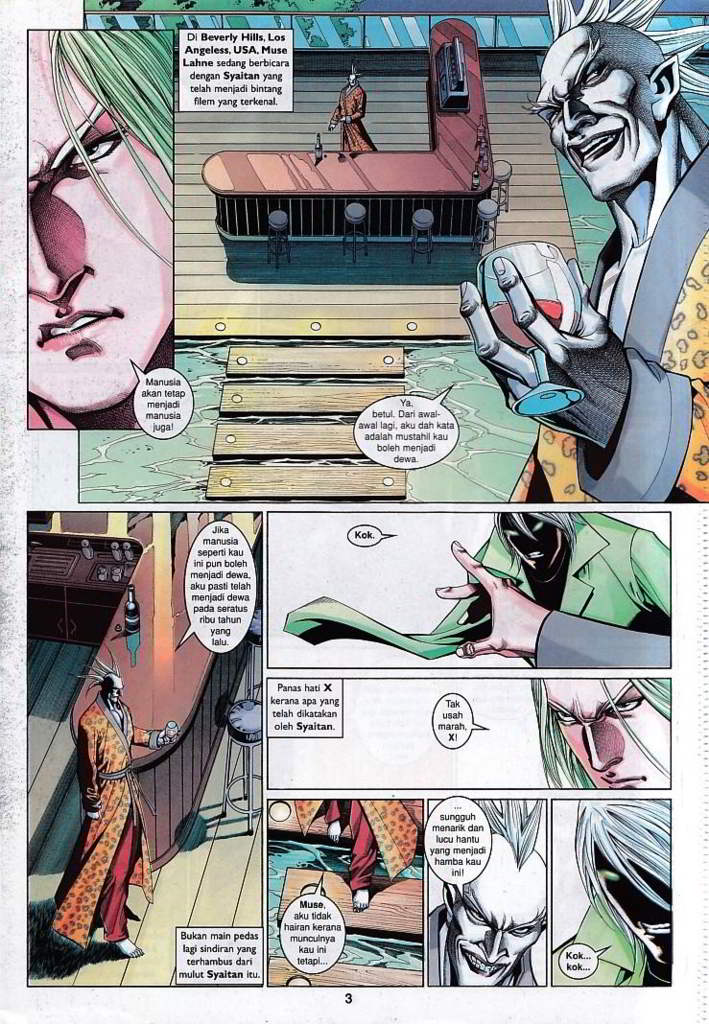 Di Beverly Hills, Los
Angeless, USA, Muse
Lahne sedang berbicara
dengan Syaitan yang
telah menjadi bintang
filem yang terkenal.
Manusia
akan tetap
menjadi
manusia
juga!
Ya,
betul. Dari awal-
awal lagi, aku dah kata
adalah mustahil kau
boleh menjadi
dewa.
Jika
manusia
seperti kau
ini pun boleh
menjadi dewa,
aku pasti telah
menjadi dewa
pada seratus
ribu tahun
yang
lalu.
Bukan main pedas
lagi sindiran yang
terhambus dari
mulut Syaitan itu.
Kok.
Panas hati X
kerana apa yang
telah dikatakan
oleh Syaitan.
Tak
usah
marah,
X!
Muse,
aku tidak
hairan kerana
munculnya
kau ini
tetapi...
...
sungguh
menarik dan
lucu hantu
yang menjadi
hamba kau
ini!
Kok...
kok...
3